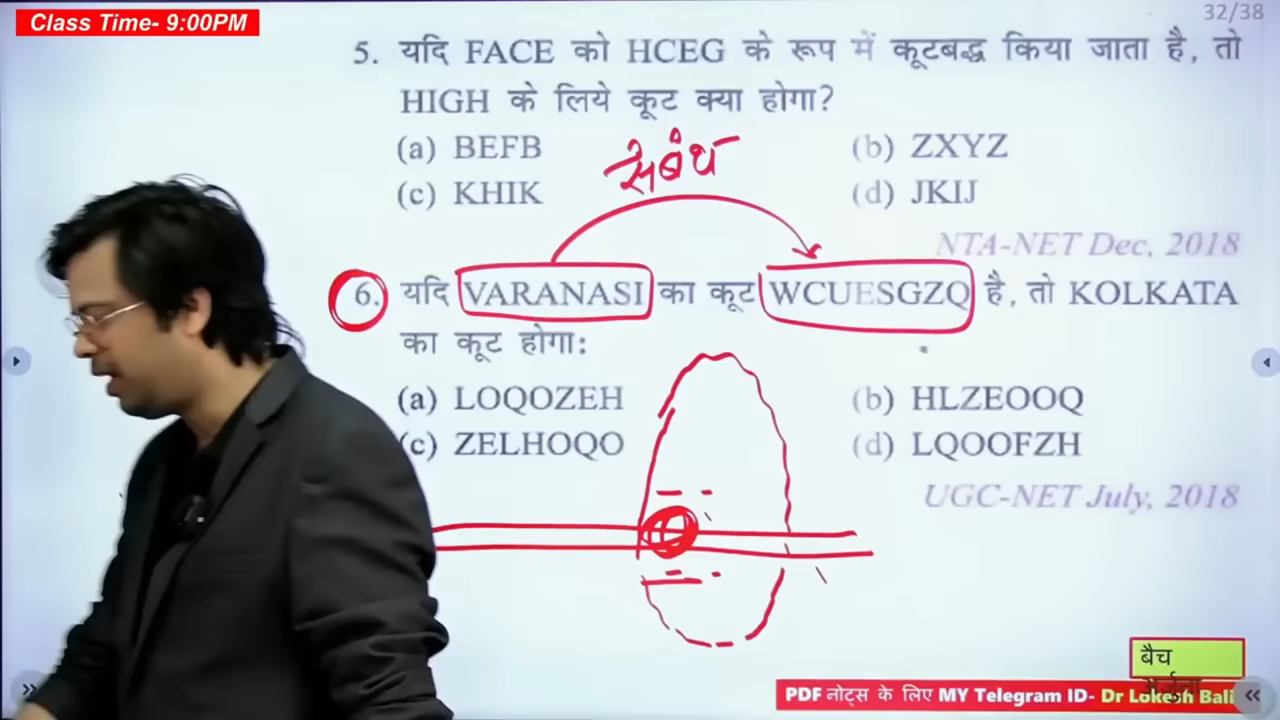 Class Time- 9:00PM
32/38
5. यदि FACE को HCEG के रूप में कूटबद्ध किया जाता है, तो
HIGH के लिये कूट क्या होगा?
(a) BEFB (b) ZXYZ
(c) KHIK (d) JKIJ
संबंध
NTA-NET Dec, 2018
6. यदि VARANASI का कूट WCUESGZQ है, तो KOLKATA
का कूट होगा:
(a) LOQOZEH (b) HLZEOOQ
(c) ZELHOQO (d) LQOOFZH
UGC-NET July, 2018
बैच
PDF नोट्स के लिए MY Telegram ID- Dr Lokesh Bali